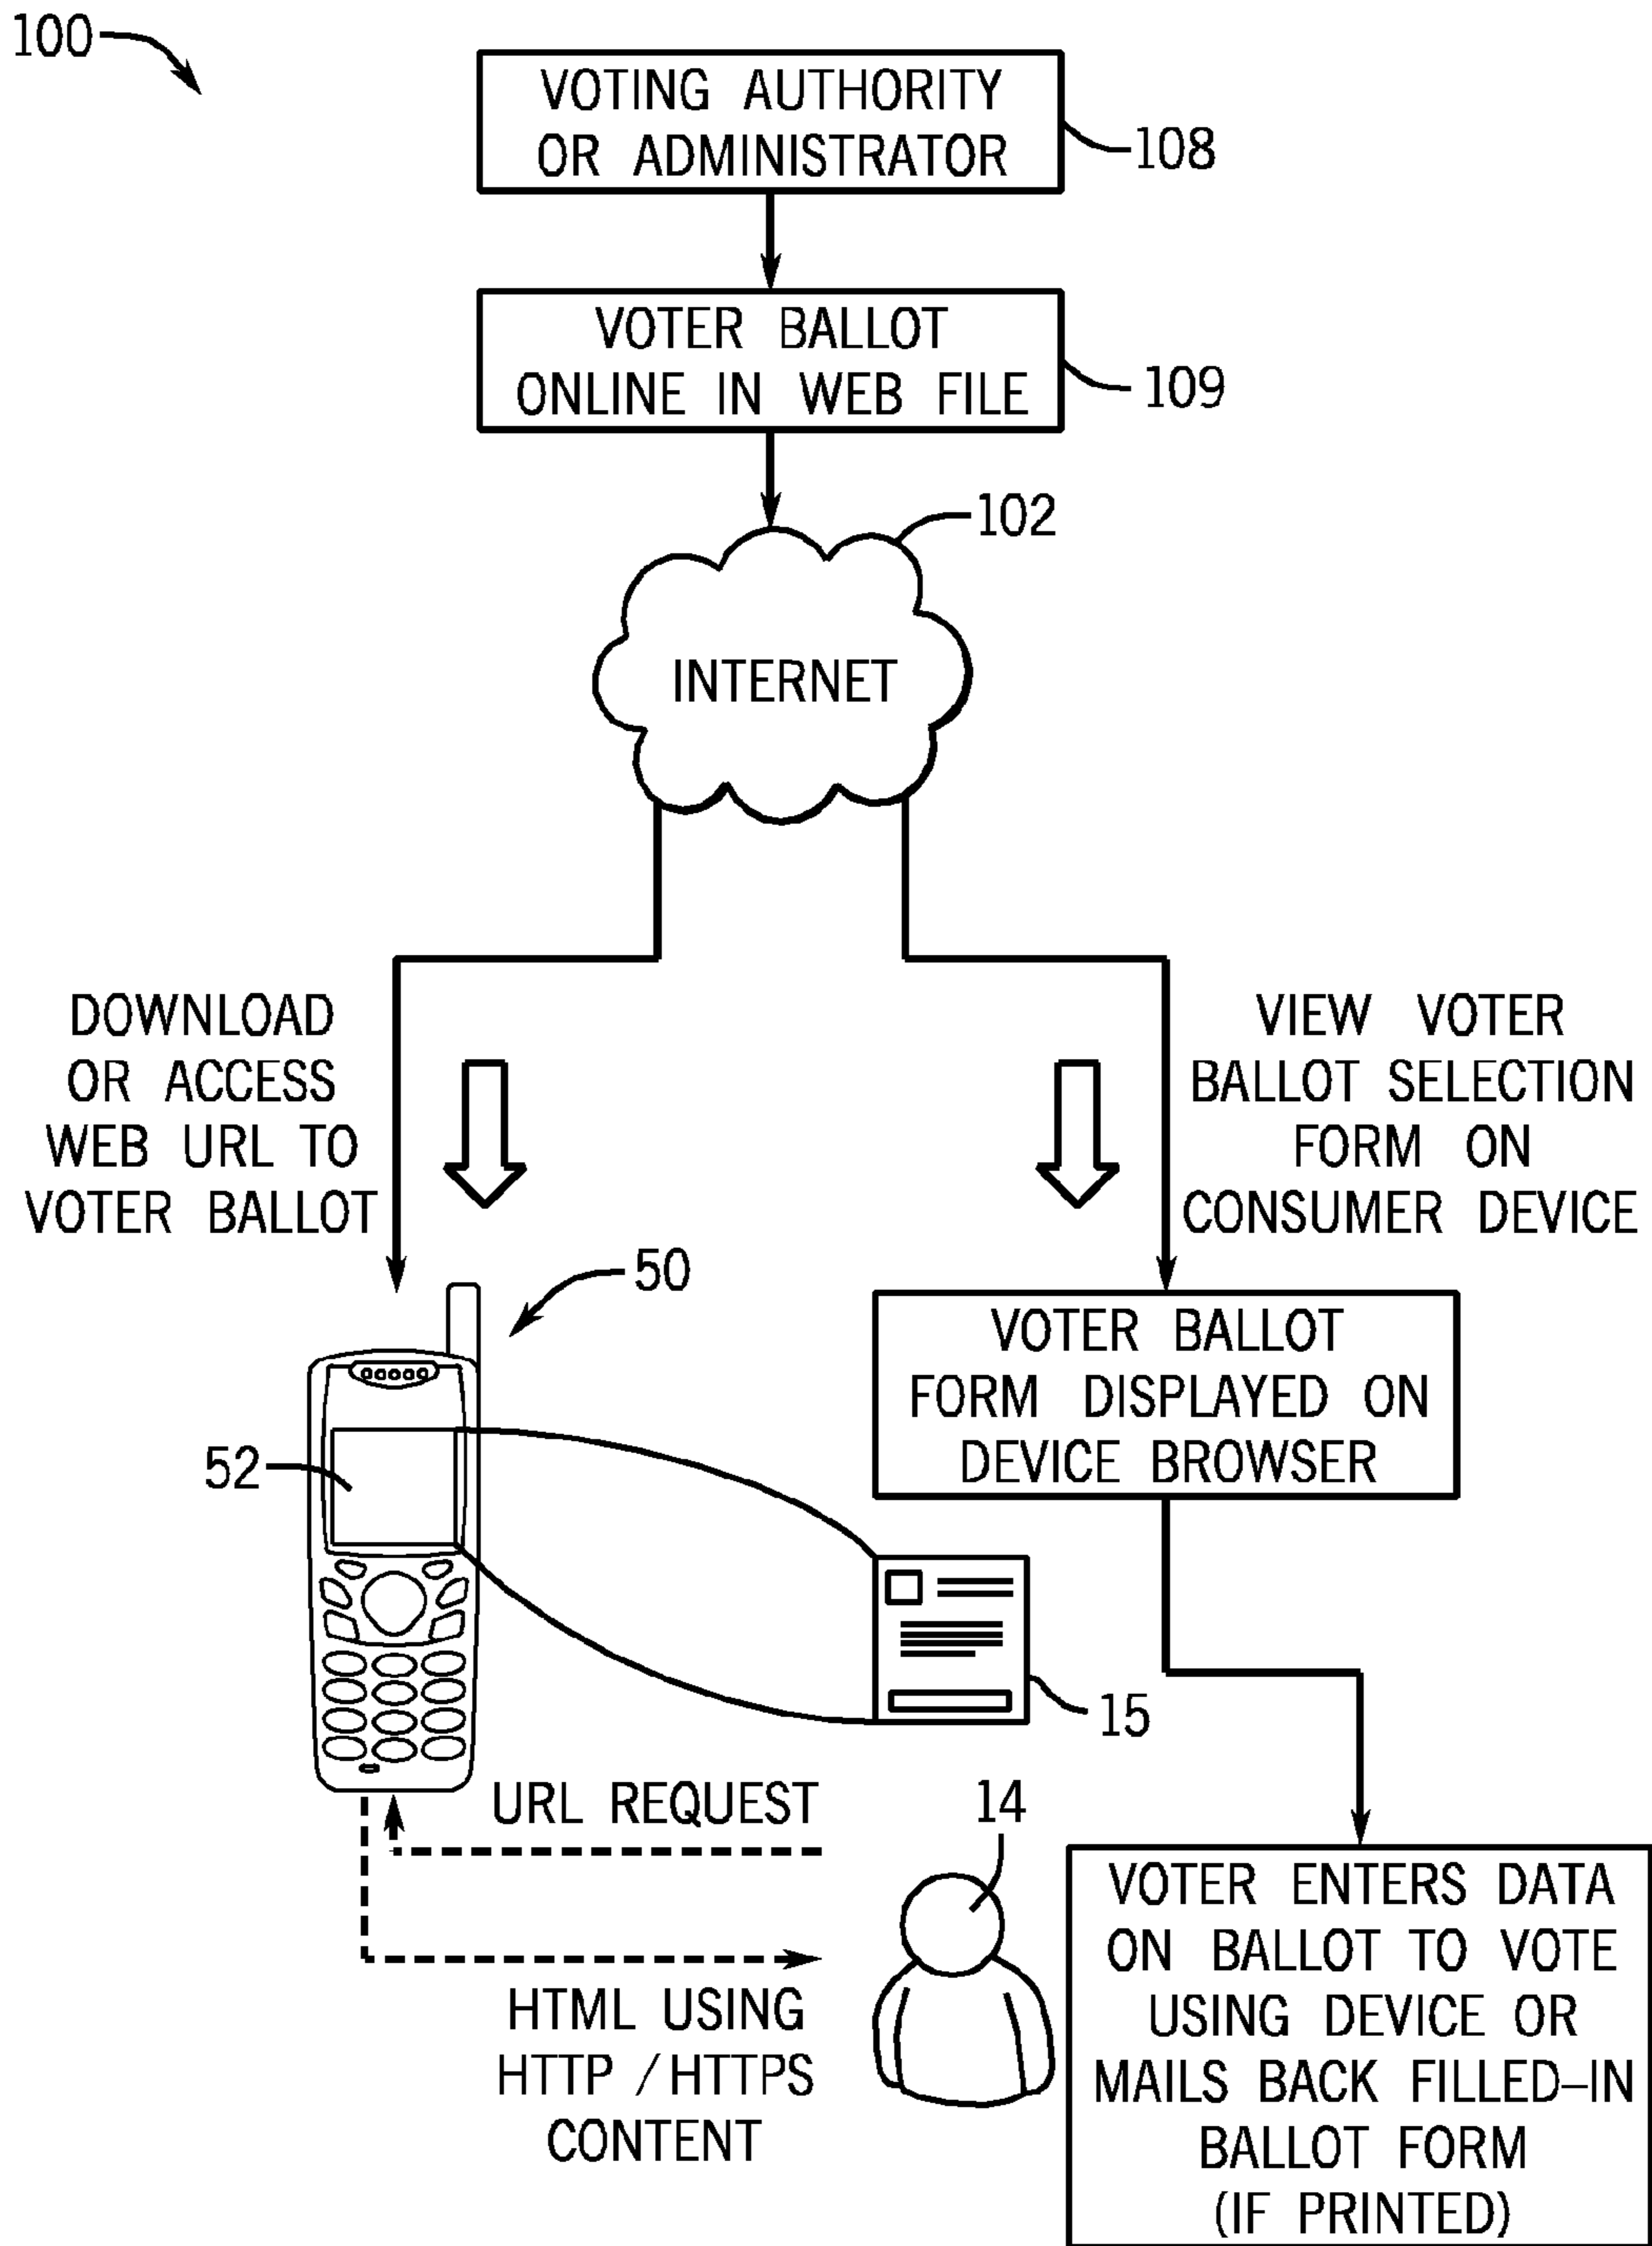 100
VOTING AUTHORITY
OR ADMINISTRATOR
108
VOTER BALLOT
ONLINE IN WEB FILE
109
102
INTERNET
DOWNLOAD
OR ACCESS
WEB URL TO
VOTER BALLOT
VIEW VOTER
BALLOT SELECTION
FORM ON
CONSUMER DEVICE
50
VOTER BALLOT
FORM DISPLAYED ON
DEVICE BROWSER
52
15
URL REQUEST
14
HTML USING
HTTP / HTTPS
CONTENT
VOTER ENTERS DATA
ON BALLOT TO VOTE
USING DEVICE OR
MAILS BACK FILLED–IN
BALLOT FORM
(IF PRINTED)